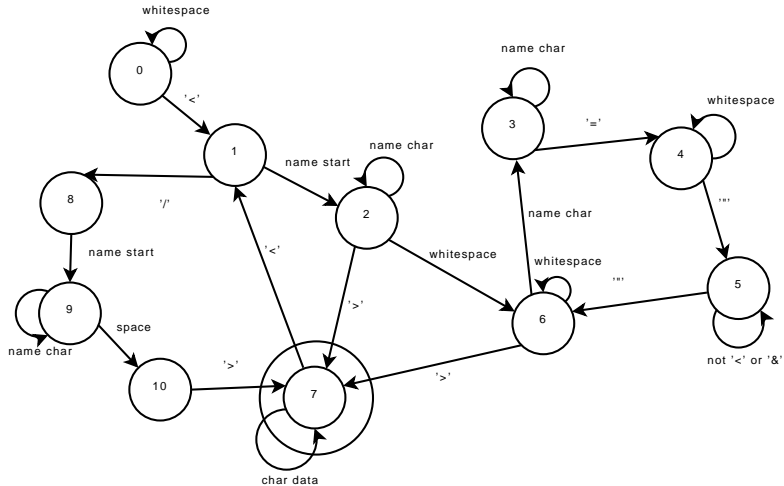 whitespace
0
'<'
name char
3
'='
whitespace
4
1
name start
name char
2
8
'/'
'"'
name char
name start
'<'
whitespace
whitespace
'"'
5
9
space
'>'
6
name char
not '<' or '&'
'>'
10
7
'>'
char data